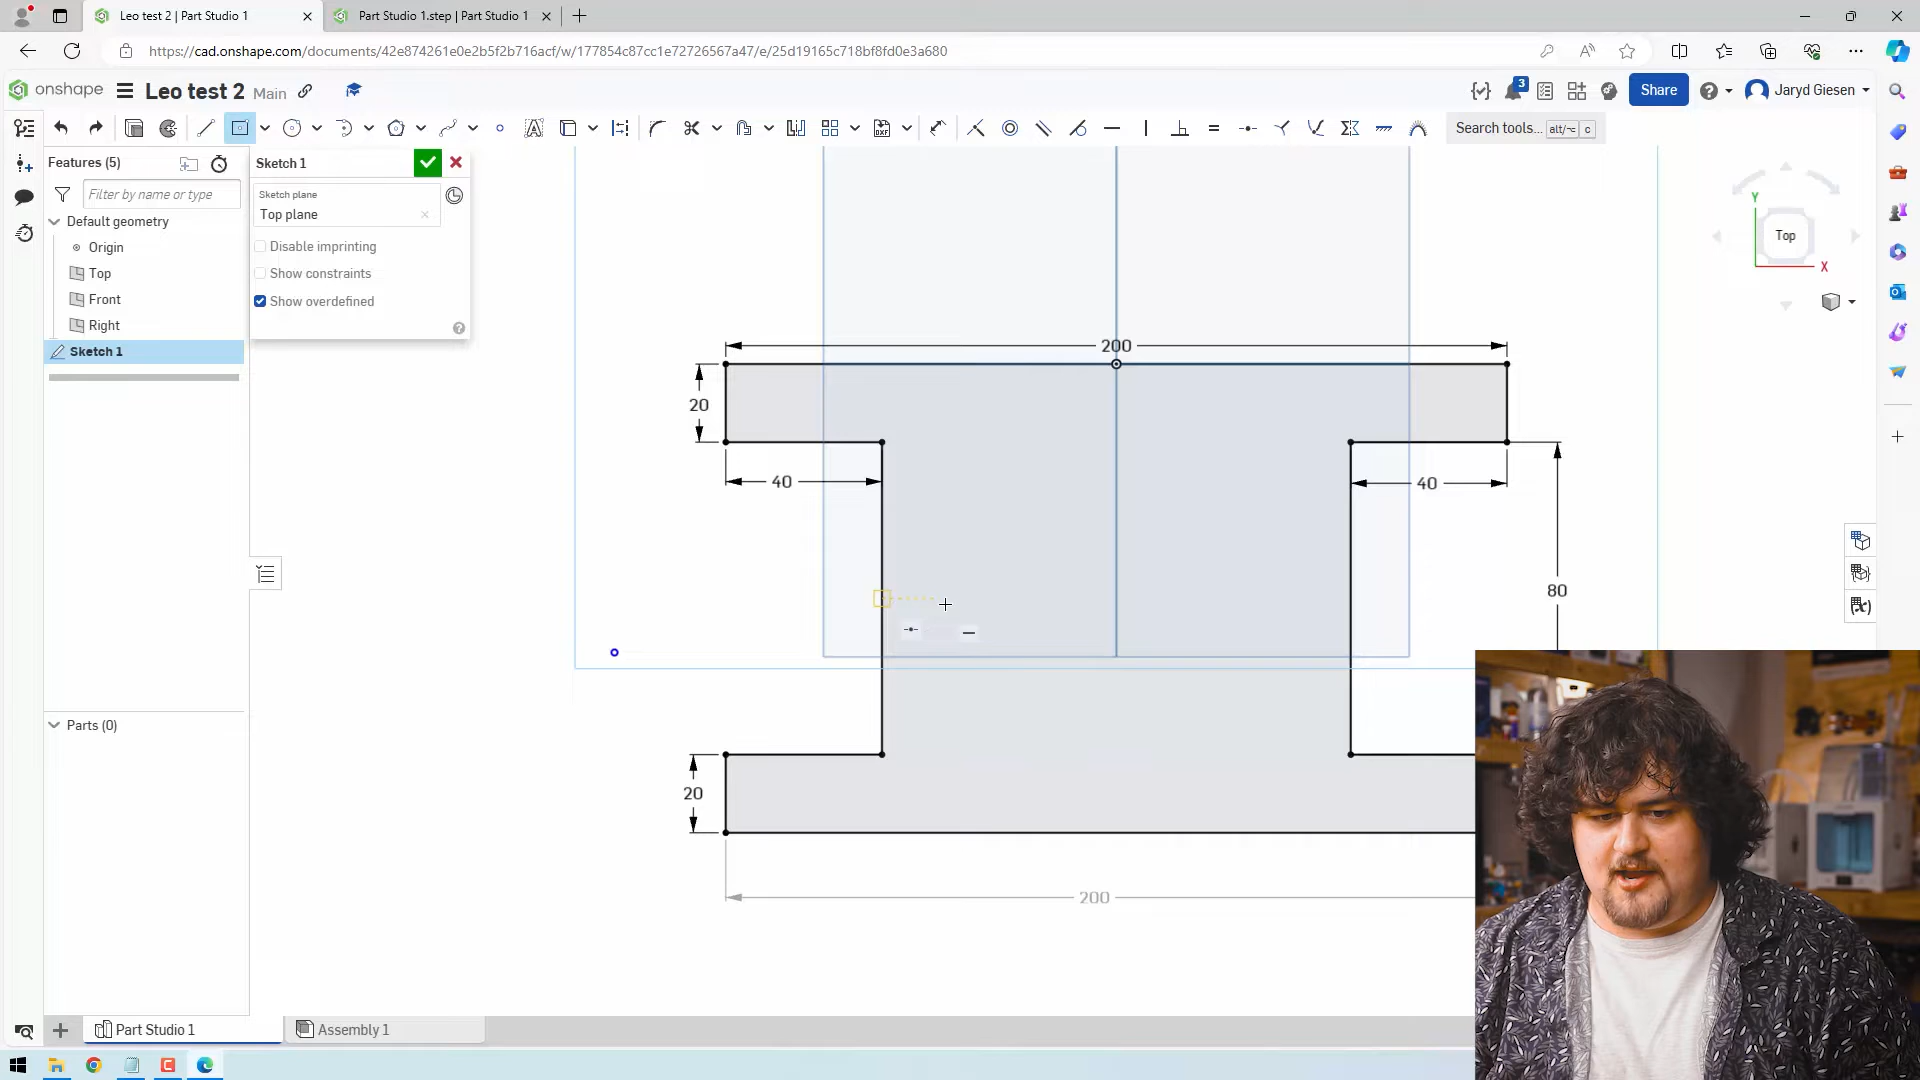 Leo test 2 | Part Studio 1
Part Studio 1.step | Part Studio 1
https://cad.onshape.com/documents/42e874261e0e2b5f2b716acf/w/177854c87cc1e72726567a47/e/25d19165c718bf8fd0e3a680
onshape
Leo test 2
Main
3
Share
Jaryd Giesen
DXF
Search tools... alt/⌥ c
Features (5)
Filter by name or type
Default geometry
Origin
Top
Front
Right
Sketch 1
Sketch 1
Sketch plane
Top plane
Disable imprinting
Show constraints
Show overdefined
Y
Top
X
200
20
40
40
80
20
200
(x)
Parts (0)
Part Studio 1
Assembly 1